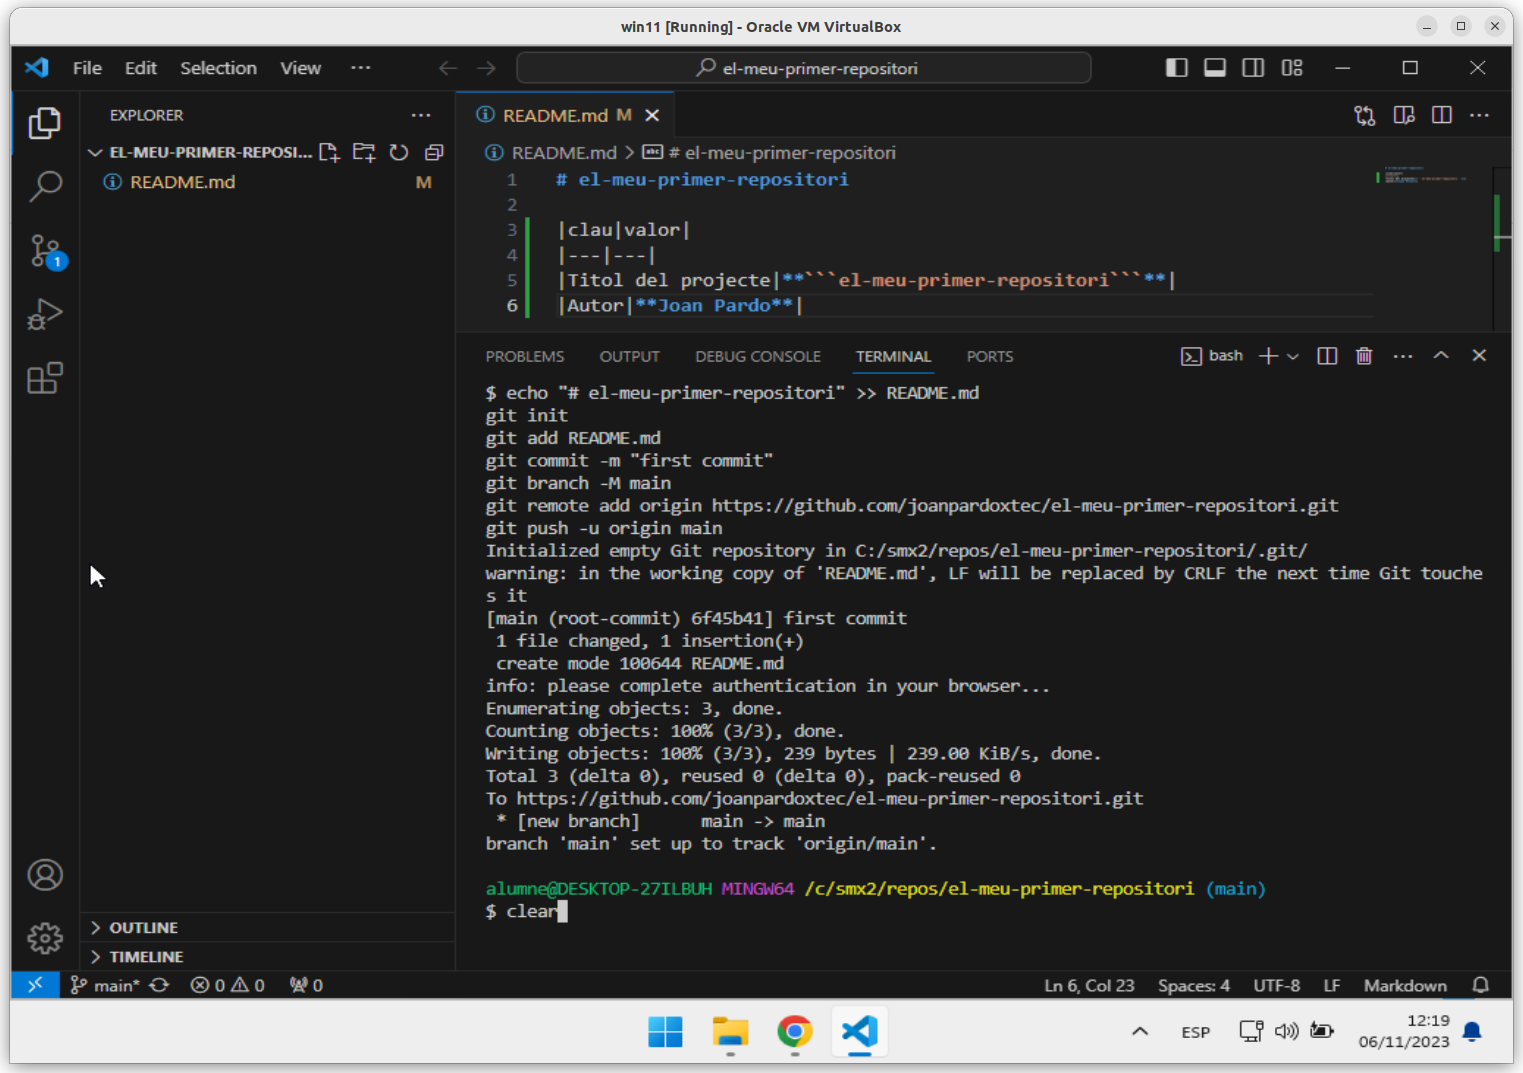 win11 [Running] - Oracle VM VirtualBox
File Edit Selection View ···
el-meu-primer-repositori
EXPLORER
README.md M
EL-MEU-PRIMER-REPOSI...
README.md M
README.md > # el-meu-primer-repositori
1 # el-meu-primer-repositori
2
3 |clau|valor|
4 |---|---|
5 |Titol del projecte|**```el-meu-primer-repositori```**|
6 |Autor|**Joan Pardo**|
1
PROBLEMS OUTPUT DEBUG CONSOLE TERMINAL PORTS bash
$ echo "# el-meu-primer-repositori" >> README.md
git init
git add README.md
git commit -m "first commit"
git branch -M main
git remote add origin https://github.com/joanpardoxtec/el-meu-primer-repositori.git
git push -u origin main
Initialized empty Git repository in C:/smx2/repos/el-meu-primer-repositori/.git/
warning: in the working copy of 'README.md', LF will be replaced by CRLF the next time Git touche
s it
[main (root-commit) 6f45b41] first commit
 1 file changed, 1 insertion(+)
 create mode 100644 README.md
info: please complete authentication in your browser...
Enumerating objects: 3, done.
Counting objects: 100% (3/3), done.
Writing objects: 100% (3/3), 239 bytes | 239.00 KiB/s, done.
Total 3 (delta 0), reused 0 (delta 0), pack-reused 0
To https://github.com/joanpardoxtec/el-meu-primer-repositori.git
 * [new branch]      main -> main
branch 'main' set up to track 'origin/main'.
alumne@DESKTOP-27ILBUH MINGW64 /c/smx2/repos/el-meu-primer-repositori (main)
$ clear
OUTLINE
TIMELINE
main* 0 0 0 Ln 6, Col 23 Spaces: 4 UTF-8 LF Markdown
ESP
12:19
06/11/2023